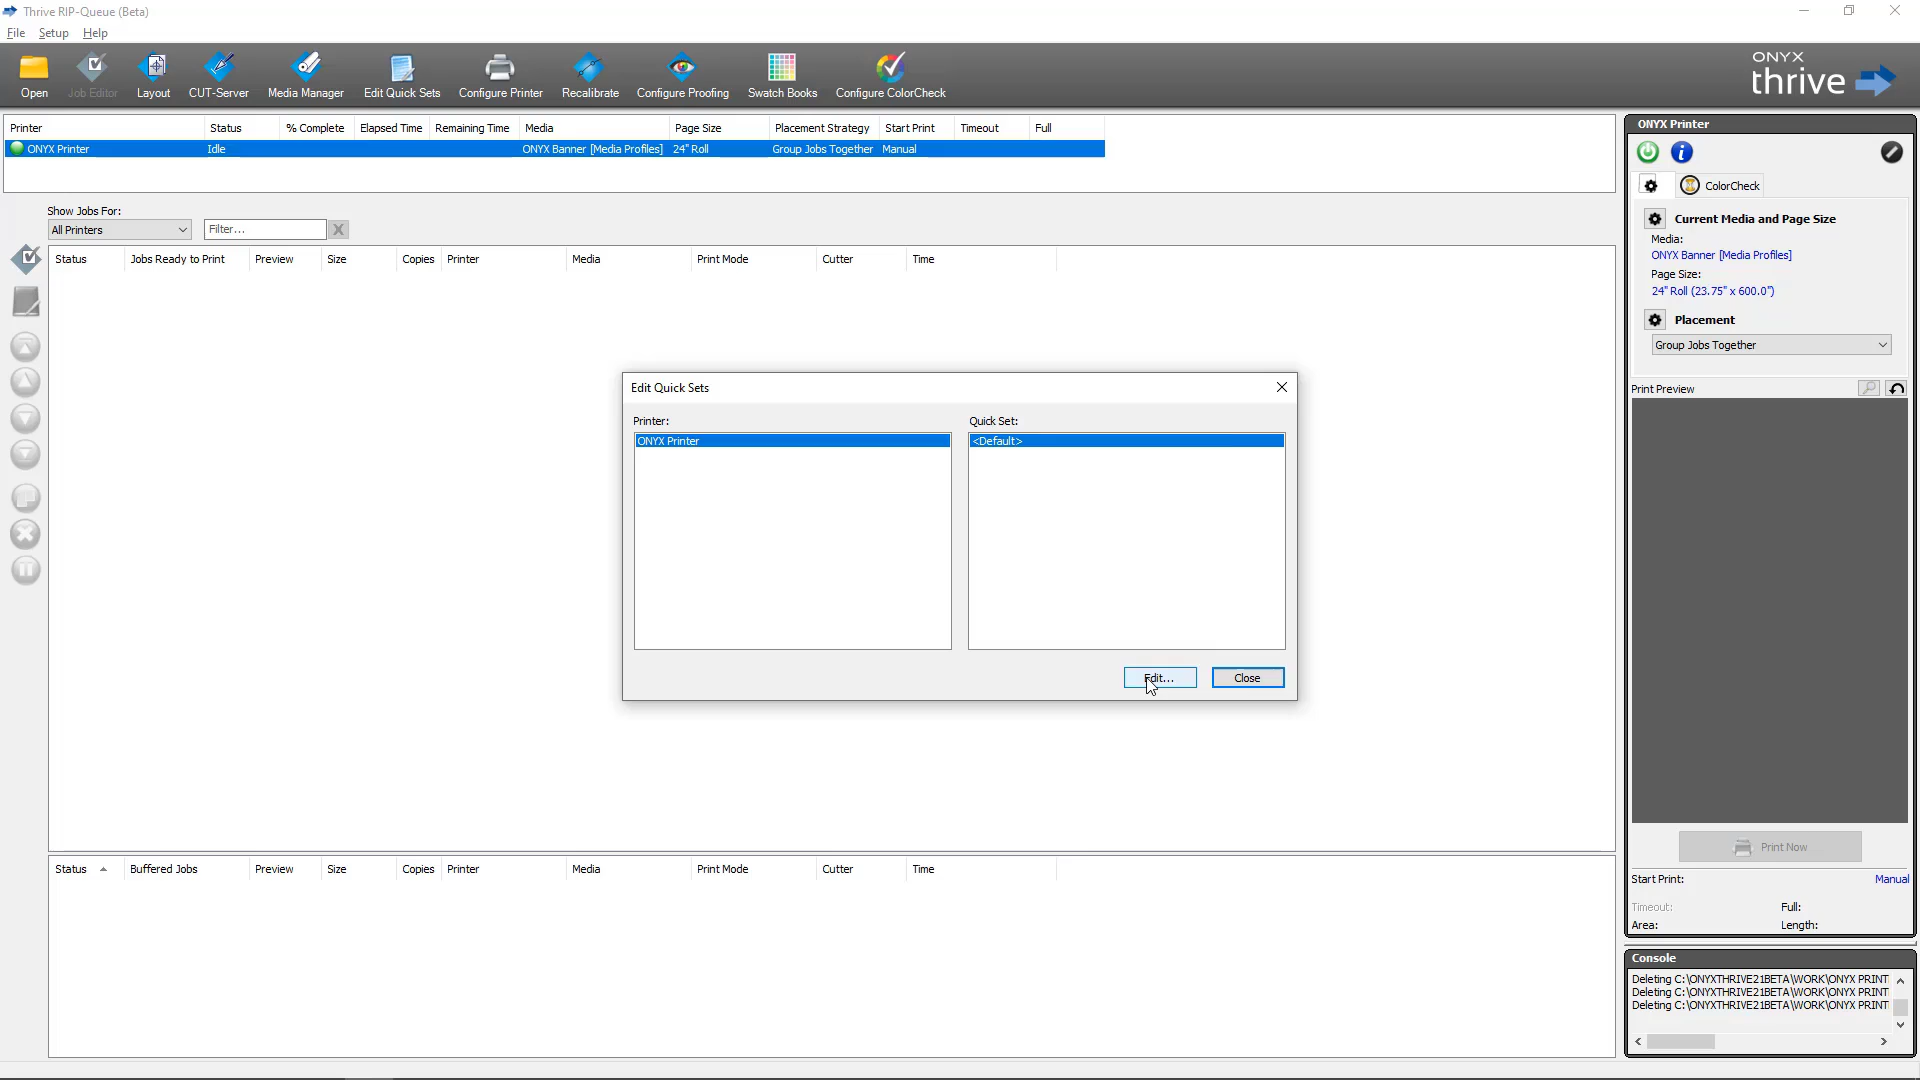 Thrive RIP-Queue (Beta)
File Setup Help
Open Job Editor Layout CUT-Server Media Manager Edit Quick Sets Configure Printer Recalibrate Configure Proofing Swatch Books Configure ColorCheck
ONYX
thrive
Printer Status % Complete Elapsed Time Remaining Time Media Page Size Placement Strategy Start Print Timeout Full
ONYX Printer Idle ONYX Banner [Media Profiles] 24" Roll Group Jobs Together Manual
Show Jobs For:
All Printers Filter... X
Status Jobs Ready to Print Preview Size Copies Printer Media Print Mode Cutter Time
Edit Quick Sets
Printer: Quick Set:
ONYX Printer <Default>
Edit... Close
Status Buffered Jobs Preview Size Copies Printer Media Print Mode Cutter Time
ONYX Printer
ColorCheck
Current Media and Page Size
Media:
ONYX Banner [Media Profiles]
Page Size:
24" Roll (23.75" x 600.0")
Placement
Group Jobs Together
Print Preview
Print Now
Start Print: Manual
Timeout: Full:
Area: Length:
Console
Deleting C:\ONYXTHRIVE21BETA\WORK\ONYX PRINT
Deleting C:\ONYXTHRIVE21BETA\WORK\ONYX PRINT
Deleting C:\ONYXTHRIVE21BETA\WORK\ONYX PRINT